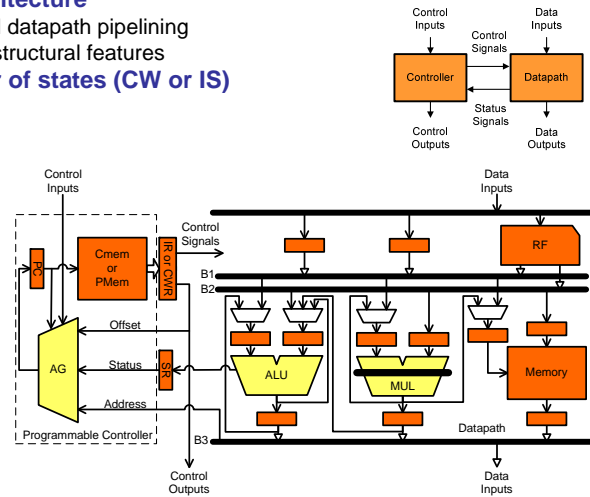 hitecture
d datapath pipelining
structural features
r of states (CW or IS)
Control
Inputs
Data
Inputs
Control
Signals
Controller
Datapath
Status
Signals
Control
Outputs
Data
Outputs
Control
Inputs
Data
Inputs
Control
Signals
PC
Cmem
or
PMem
IR or CWR
RF
B1
B2
Offset
Status
SR
AG
ALU
MUL
Memory
Address
Programmable Controller
B3
Datapath
Control
Outputs
Data
Inputs